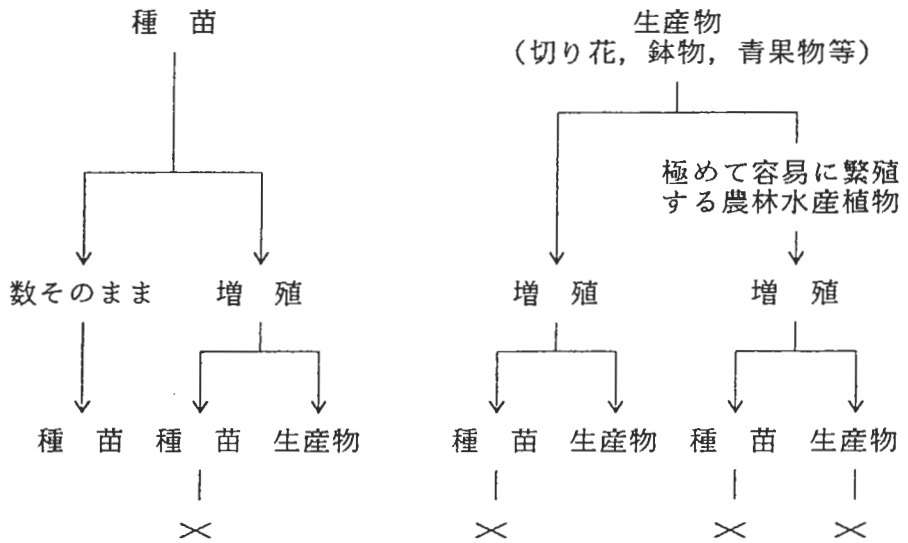 種 苗
生産物
(切り花,鉢物,青果物等)
極めて容易に繁殖
する農林水産植物
数そのまま
増 殖
増 殖
増 殖
種 苗
種 苗
生産物
種 苗
生産物
種 苗
生産物